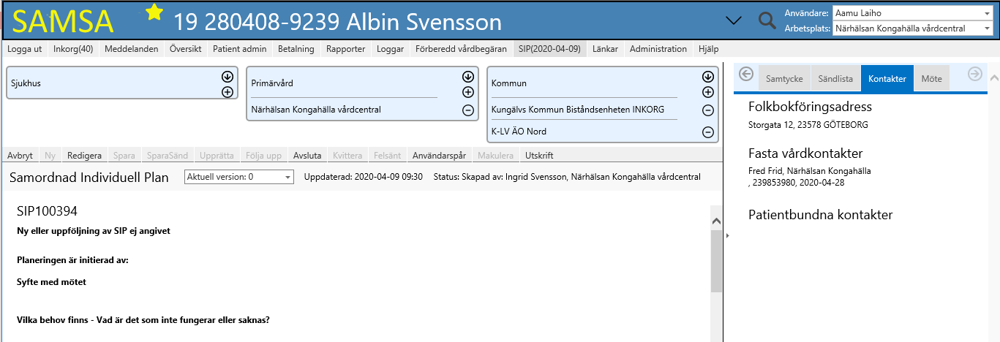 SAMSA 19 280408-9239 Albin Svensson
Användare: Aamu Laiho
Arbetsplats: Närhälsan Kongahälla vårdcentral
Logga ut Inkorg(40) Meddelanden Översikt Patient admin Betalning Rapporter Loggar Förberedd vårdbegäran SIP(2020-04-09) Länkar Administration Hjälp
Sjukhus
Primärvård
Närhälsan Kongahälla vårdcentral
Kommun
Kungälvs Kommun Biståndsenheten INKORG
K-LV ÄO Nord
Avbryt Ny Redigera Spara SparaSänd Upprätta Följa upp Avsluta Kvittera Felsänt Användarspår Makulera Utskrift
Samordnad Individuell Plan Aktuell version: 0 Uppdaterad: 2020-04-09 09:30 Status: Skapad av: Ingrid Svensson, Närhälsan Kongahälla vårdcentral
SIP100394
Ny eller uppföljning av SIP ej angivet
Planeringen är initierad av:
Syfte med mötet
Vilka behov finns - Vad är det som inte fungerar eller saknas?
Samtycke Sändlista Kontakter Möte
Folkbokföringsadress
Storgata 12, 23578 GÖTEBORG
Fasta vårdkontakter
Fred Frid, Närhälsan Kongahälla
, 239853980, 2020-04-28
Patientbundna kontakter